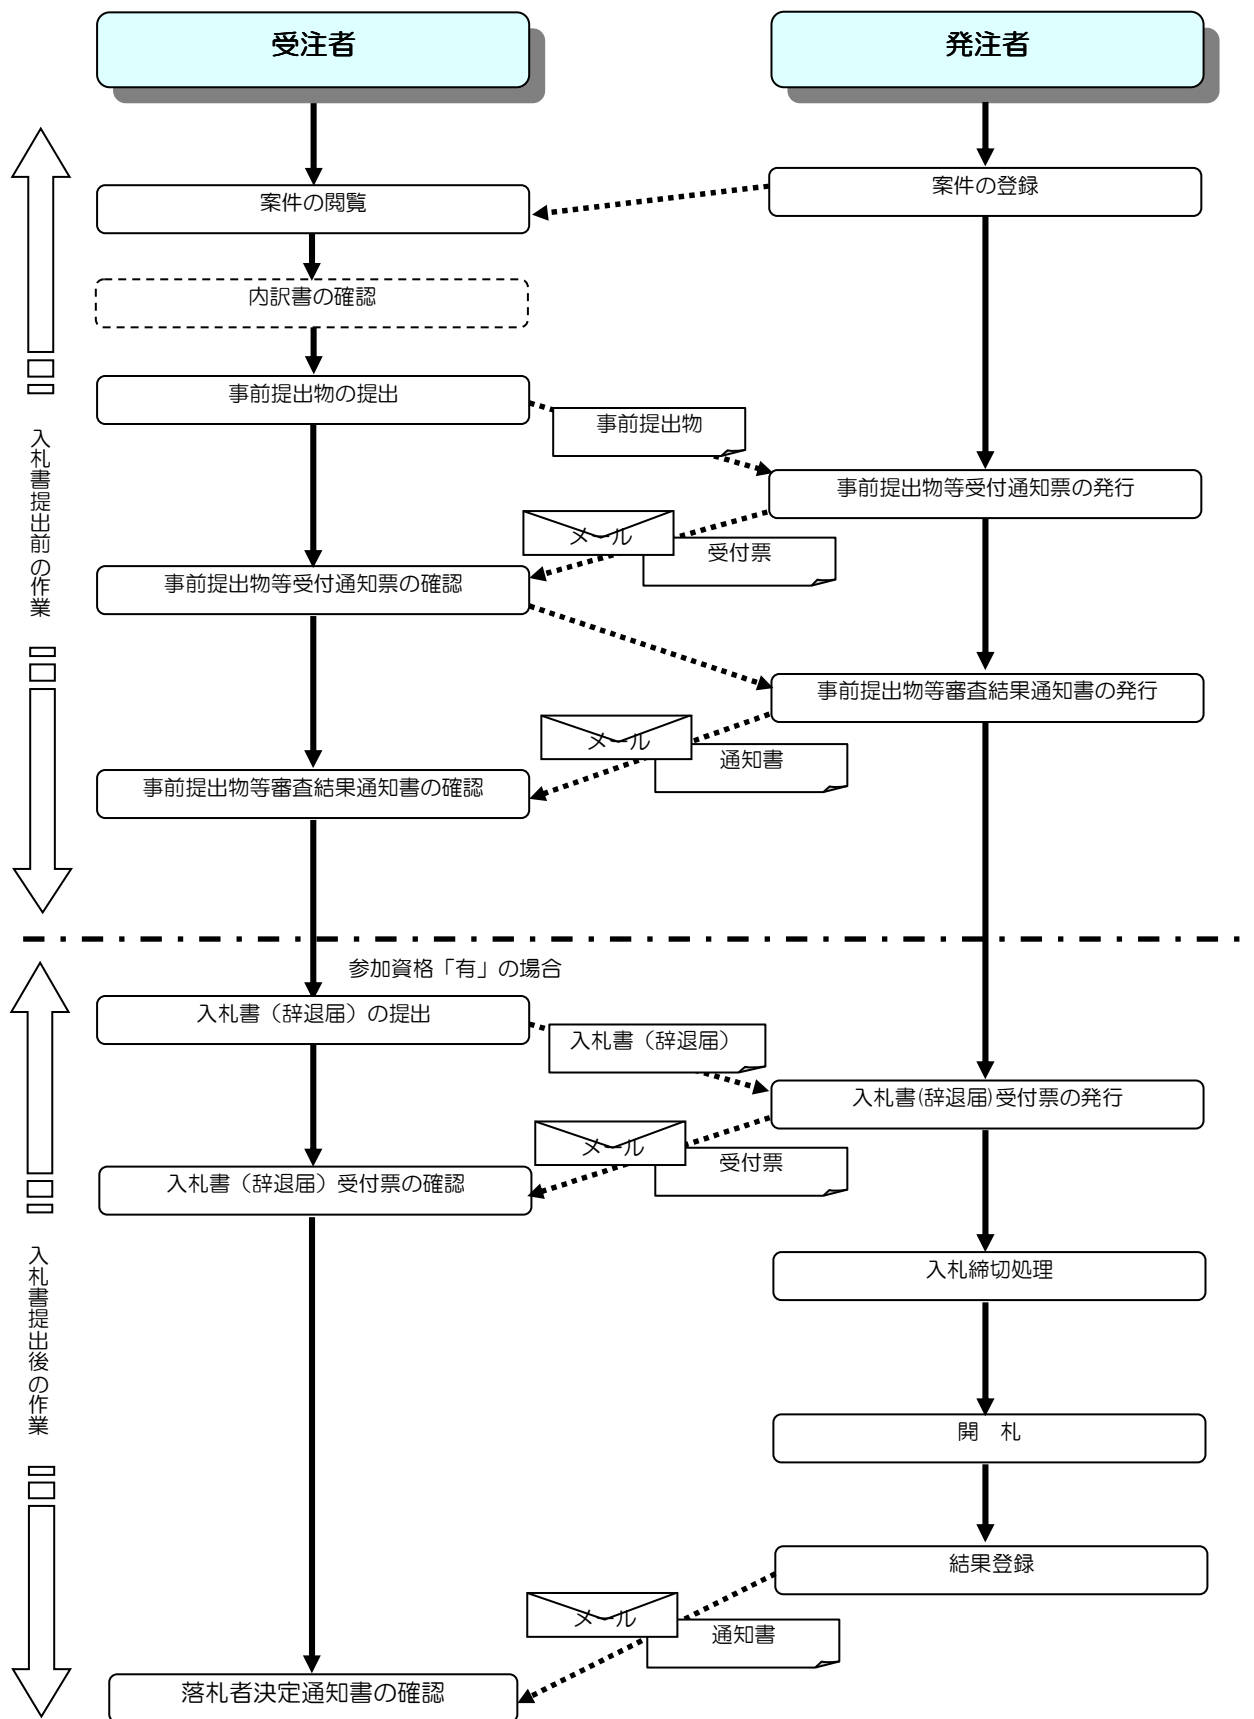 受注者
発注者
案件の登録
案件の閲覧
内訳書の確認
事前提出物の提出
事前提出物
入札書提出前の作業
事前提出物等受付通知票の発行
メール
受付票
事前提出物等受付通知票の確認
事前提出物等審査結果通知書の発行
メール
通知書
事前提出物等審査結果通知書の確認
参加資格「有」の場合
入札書（辞退届）の提出
入札書（辞退届）
入札書(辞退届)受付票の発行
メール
受付票
入札書（辞退届）受付票の確認
入札書提出後の作業
入札締切処理
開　札
結果登録
メール
通知書
落札者決定通知書の確認